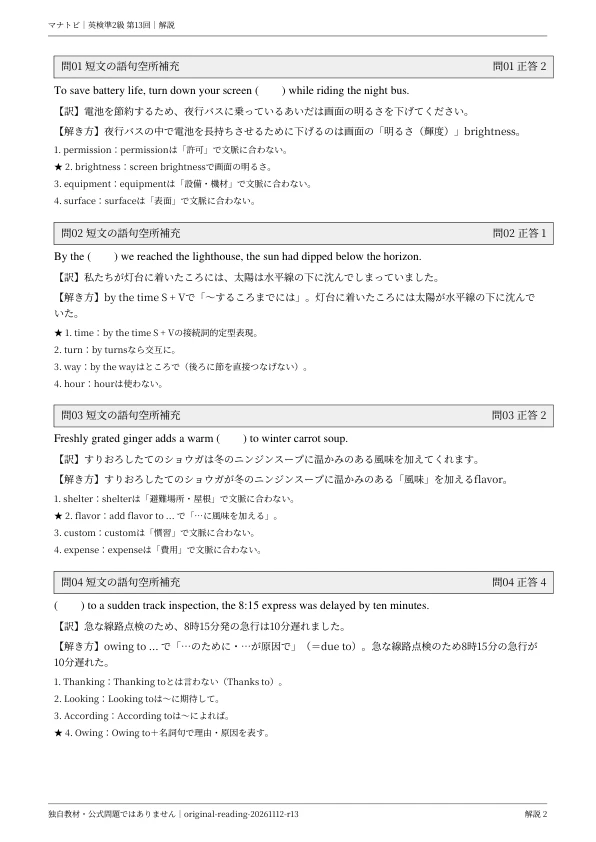 マナトビ｜英検準2級 第13回｜解説
問01 短文の語句空所補充 問01 正答 2
To save battery life, turn down your screen (　　) while riding the night bus.
【訳】電池を節約するため、夜行バスに乗っているあいだは画面の明るさを下げてください。
【解き方】夜行バスの中で電池を長持ちさせるために下げるのは画面の「明るさ（輝度）」brightness。
1. permission：permissionは「許可」で文脈に合わない。
★ 2. brightness：screen brightnessで画面の明るさ。
3. equipment：equipmentは「設備・機材」で文脈に合わない。
4. surface：surfaceは「表面」で文脈に合わない。
問02 短文の語句空所補充 問02 正答 1
By the (　　) we reached the lighthouse, the sun had dipped below the horizon.
【訳】私たちが灯台に着いたころには、太陽は水平線の下に沈んでしまっていました。
【解き方】by the time S + Vで「〜するころまでには」。灯台に着いたころには太陽が水平線の下に沈んで
いた。
★ 1. time：by the time S + Vの接続詞的定型表現。
2. turn：by turnsなら交互に。
3. way：by the wayはところで（後ろに節を直接つなげない）。
4. hour：hourは使わない。
問03 短文の語句空所補充 問03 正答 2
Freshly grated ginger adds a warm (　　) to winter carrot soup.
【訳】すりおろしたてのショウガは冬のニンジンスープに温かみのある風味を加えてくれます。
【解き方】すりおろしたてのショウガが冬のニンジンスープに温かみのある「風味」を加えるflavor。
1. shelter：shelterは「避難場所・屋根」で文脈に合わない。
★ 2. flavor：add flavor to … で「…に風味を加える」。
3. custom：customは「慣習」で文脈に合わない。
4. expense：expenseは「費用」で文脈に合わない。
問04 短文の語句空所補充 問04 正答 4
(　　) to a sudden track inspection, the 8:15 express was delayed by ten minutes.
【訳】急な線路点検のため、8時15分発の急行は10分遅れました。
【解き方】owing to … で「…のために・…が原因で」（＝due to）。急な線路点検のため8時15分の急行が
10分遅れた。
1. Thanking：Thanking toとは言わない（Thanks to）。
2. Looking：Looking toは〜に期待して。
3. According：According toは〜によれば。
★ 4. Owing：Owing to＋名詞句で理由・原因を表す。
独自教材・公式問題ではありません｜original-reading-20261112-r13 解説 2